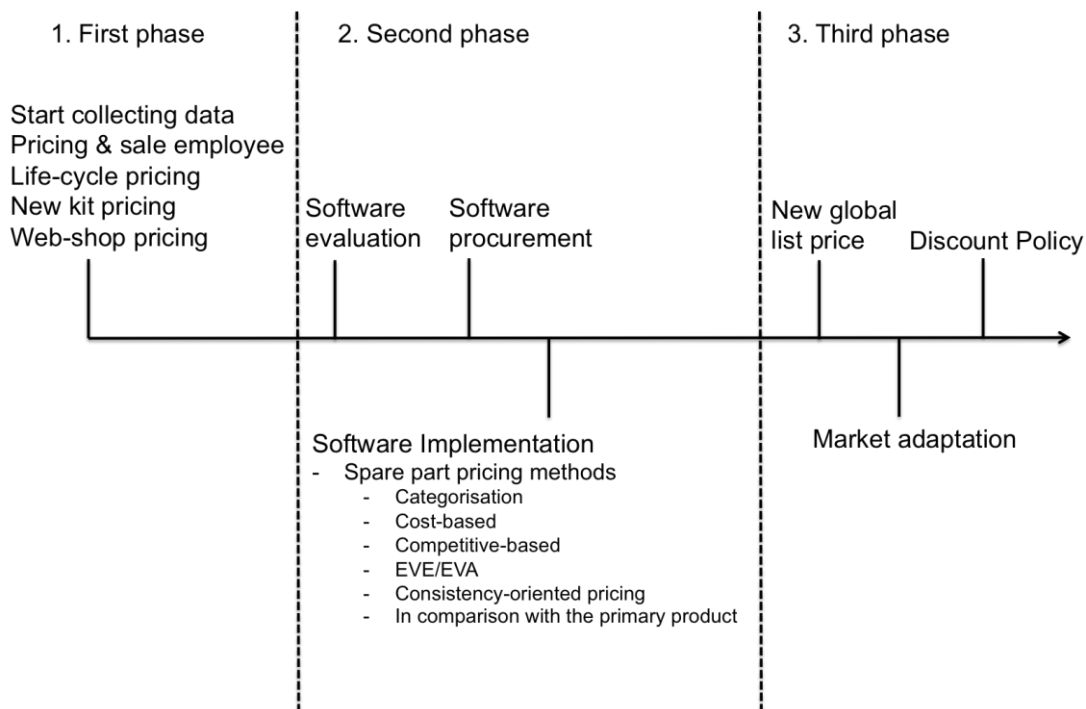 1. First phase
2. Second phase
3. Third phase
Start collecting data
Pricing & sale employee
Life-cycle pricing
New kit pricing
Web-shop pricing
Software
evaluation
Software
procurement
New global
list price
Discount Policy
Software Implementation
- Spare part pricing methods
- Categorisation
- Cost-based
- Competitive-based
- EVE/EVA
- Consistency-oriented pricing
- In comparison with the primary product
Market adaptation